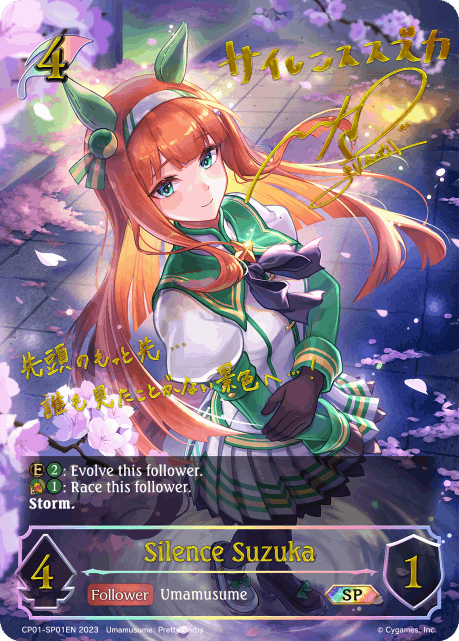 4
サイレンススズカ
先頭のもっと先…
誰も見たことがない景色へ…!
E 2: Evolve this follower.
1: Race this follower.
Storm.
Silence Suzuka
4
Follower Umamusume
SP
1
CP01-SP01EN 2023 Umamusume: Pretty Derby
© Cygames, Inc.